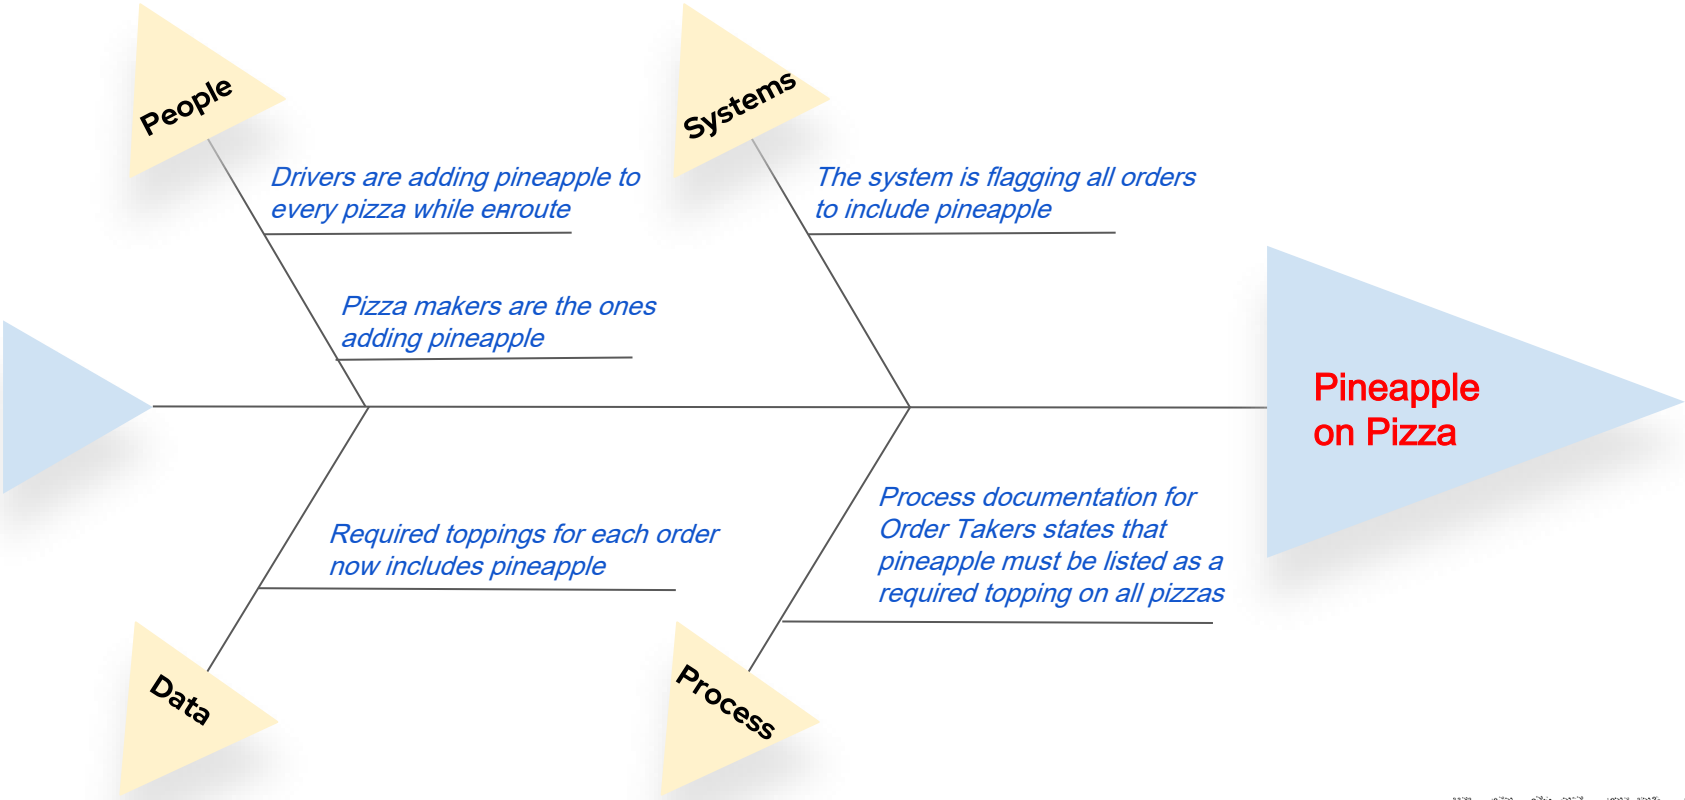 People
Drivers are adding pineapple to
every pizza while enroute
Pizza makers are the ones
adding pineapple
Systems
The system is flagging all orders
to include pineapple
Pineapple
on Pizza
Required toppings for each order
now includes pineapple
Data
Process documentation for
Order Takers states that
pineapple must be listed as a
required topping on all pizzas
Process